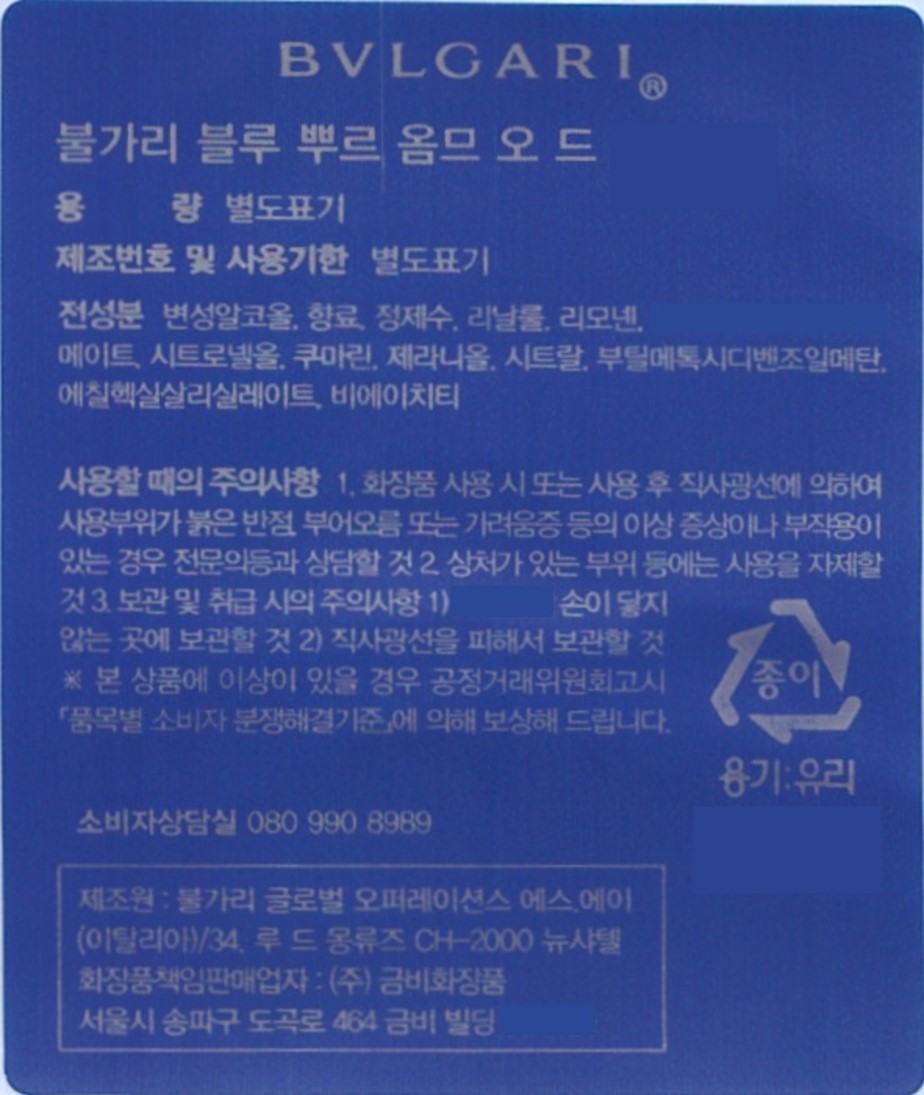 BVLGARI®
불가리 블루 뿌르 옴므 오 드
용 량 별도표기
제조번호 및 사용기한 별도표기
전성분 변성알코올, 향료, 정제수, 리날룰, 리모넨,
메이트, 시트로넬올, 쿠마린, 제라니올, 시트랄, 부틸메톡시디벤조일메탄,
에칠헥실살리실레이트, 비에이치티
사용할 때의 주의사항 1. 화장품 사용 시 또는 사용 후 직사광선에 의하여
사용부위가 붉은 반점, 부어오름 또는 가려움증 등의 이상 증상이나 부작용이
있는 경우 전문의등과 상담할 것 2. 상처가 있는 부위 등에는 사용을 자제할
것 3. 보관 및 취급 시의 주의사항 1) 손이 닿지
않는 곳에 보관할 것 2) 직사광선을 피해서 보관할 것
※ 본 상품에 이상이 있을 경우 공정거래위원회고시
「품목별 소비자 분쟁해결기준」에 의해 보상해 드립니다.
종이
용기:유리
소비자상담실 080 990 8989
제조원 : 불가리 글로벌 오퍼레이션스 에스.에이
(이탈리아)/34, 루 드 몽류즈 CH-2000 뉴샤텔
화장품책임판매업자 : (주) 금비화장품
서울시 송파구 도곡로 464 금비 빌딩